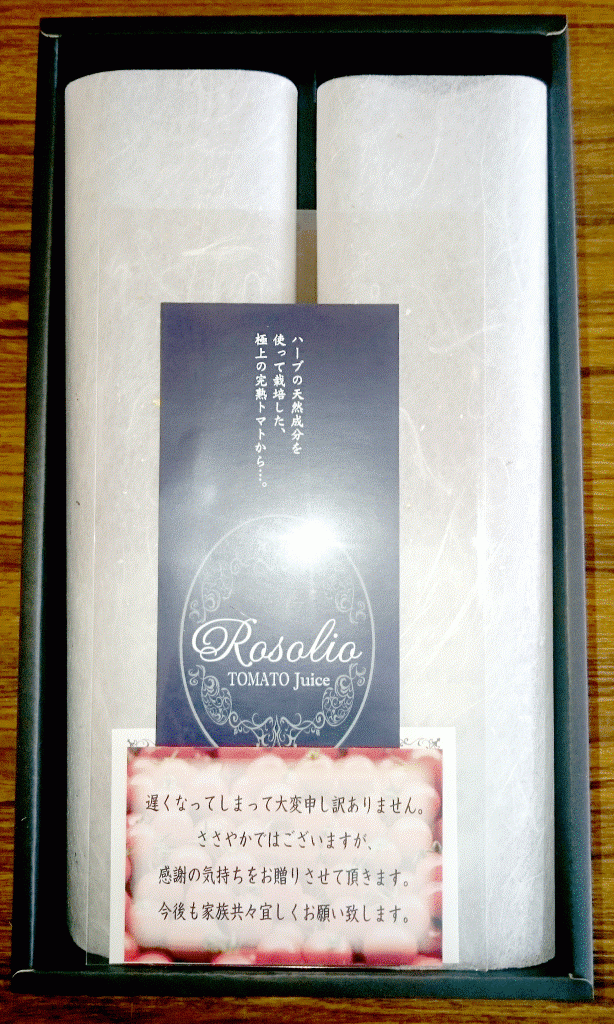 ハーブの天然成分を
使って栽培した、
極上の完熟トマトから…。
Rosolio
TOMATO Juice
遅くなってしまって大変申し訳ありません。
ささやかではございますが、
感謝の気持ちをお贈りさせて頂きます。
今後も家族共々宜しくお願い致します。